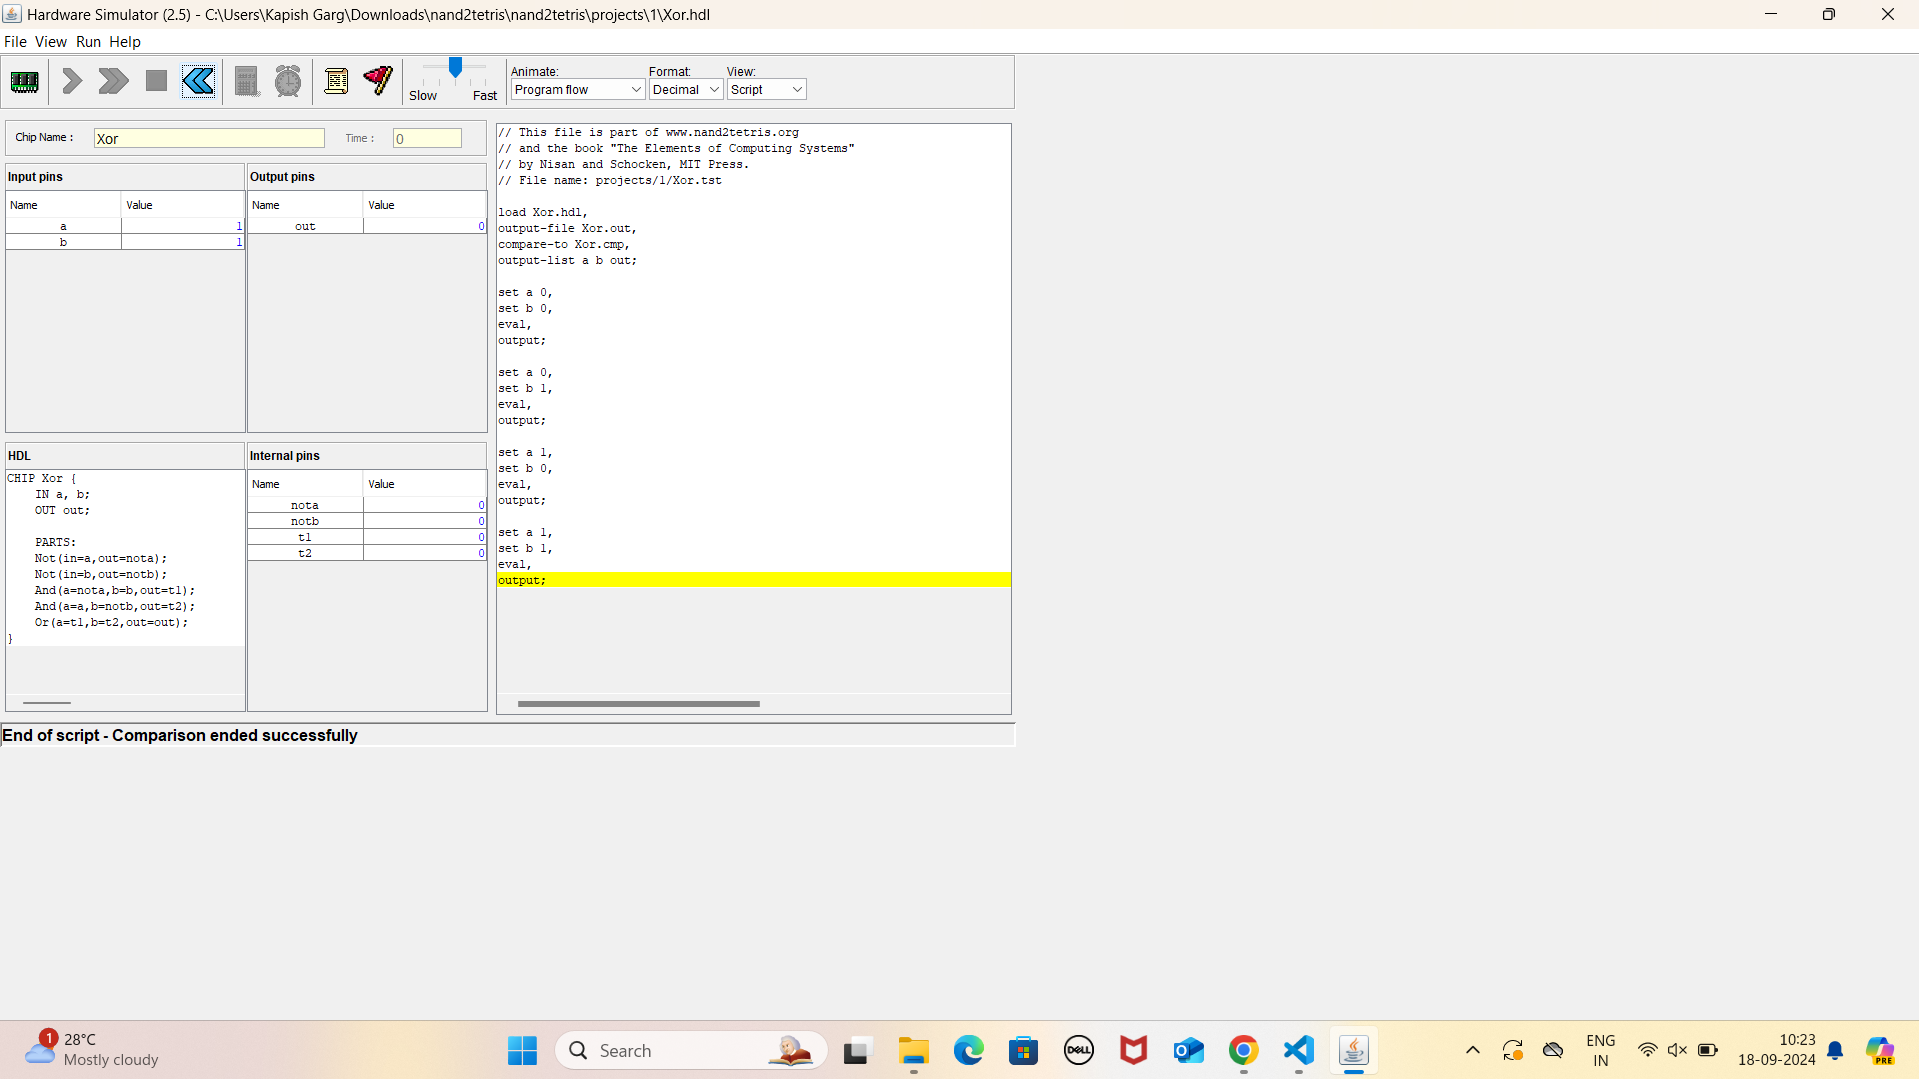 Hardware Simulator (2.5) - C:\Users\Kapish Garg\Downloads\nand2tetris\nand2tetris\projects\1\Xor.hdl
File View Run Help
Slow Fast
Animate: Format: View:
Program flow Decimal Script
Chip Name : Xor Time : 0
Input pins
Name Value
a 1
b 1
Output pins
Name Value
out 0
HDL
CHIP Xor {
IN a, b;
OUT out;
PARTS:
Not(in=a,out=nota);
Not(in=b,out=notb);
And(a=nota,b=b,out=t1);
And(a=a,b=notb,out=t2);
Or(a=t1,b=t2,out=out);
}
Internal pins
Name Value
nota 0
notb 0
t1 0
t2 0
// This file is part of www.nand2tetris.org
// and the book "The Elements of Computing Systems"
// by Nisan and Schocken, MIT Press.
// File name: projects/1/Xor.tst
load Xor.hdl,
output-file Xor.out,
compare-to Xor.cmp,
output-list a b out;
set a 0,
set b 0,
eval,
output;
set a 0,
set b 1,
eval,
output;
set a 1,
set b 0,
eval,
output;
set a 1,
set b 1,
eval,
output;
End of script - Comparison ended successfully
1
28°C
Mostly cloudy
Search
DELL
ENG
IN
10:23
18-09-2024
PRE